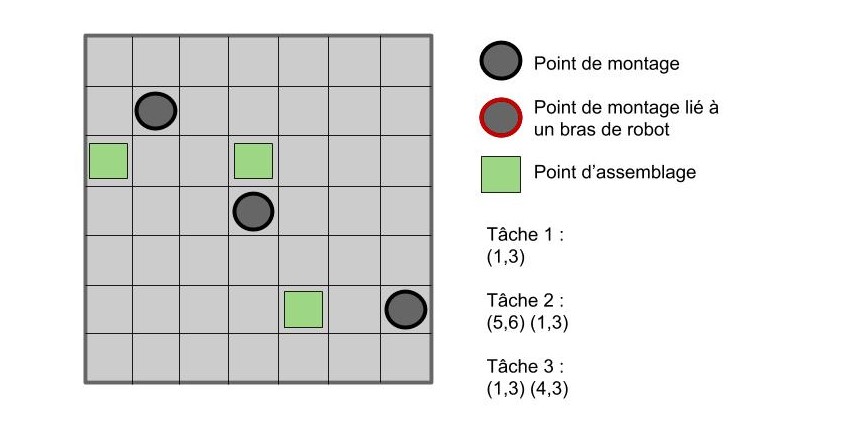 Point de montage
Point de montage lié à
un bras de robot
Point d’assemblage
Tâche 1 :
(1,3)
Tâche 2 :
(5,6) (1,3)
Tâche 3 :
(1,3) (4,3)